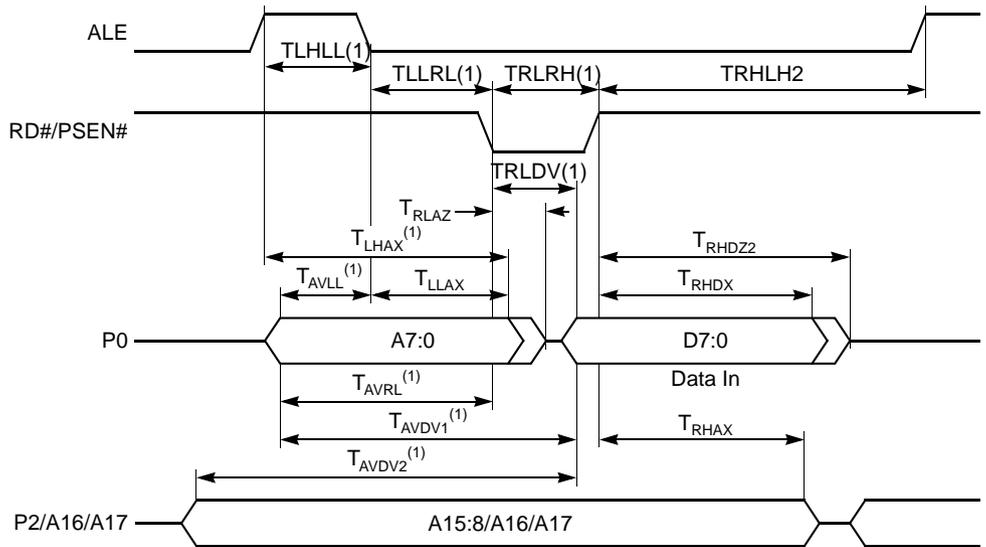 ALE
TLHLL(1)
TLLRL(1) TRLRH(1) TRHLH2
RD#/PSEN#
TRLDV(1)
TRLAZ
TLHAX(1) TRHDZ2
TAVLL(1) TLLAX TRHDX
P0 A7:0 D7:0
Data In
TAVRL(1)
TAVDV1(1) TRHAX
TAVDV2(1)
P2/A16/A17 A15:8/A16/A17